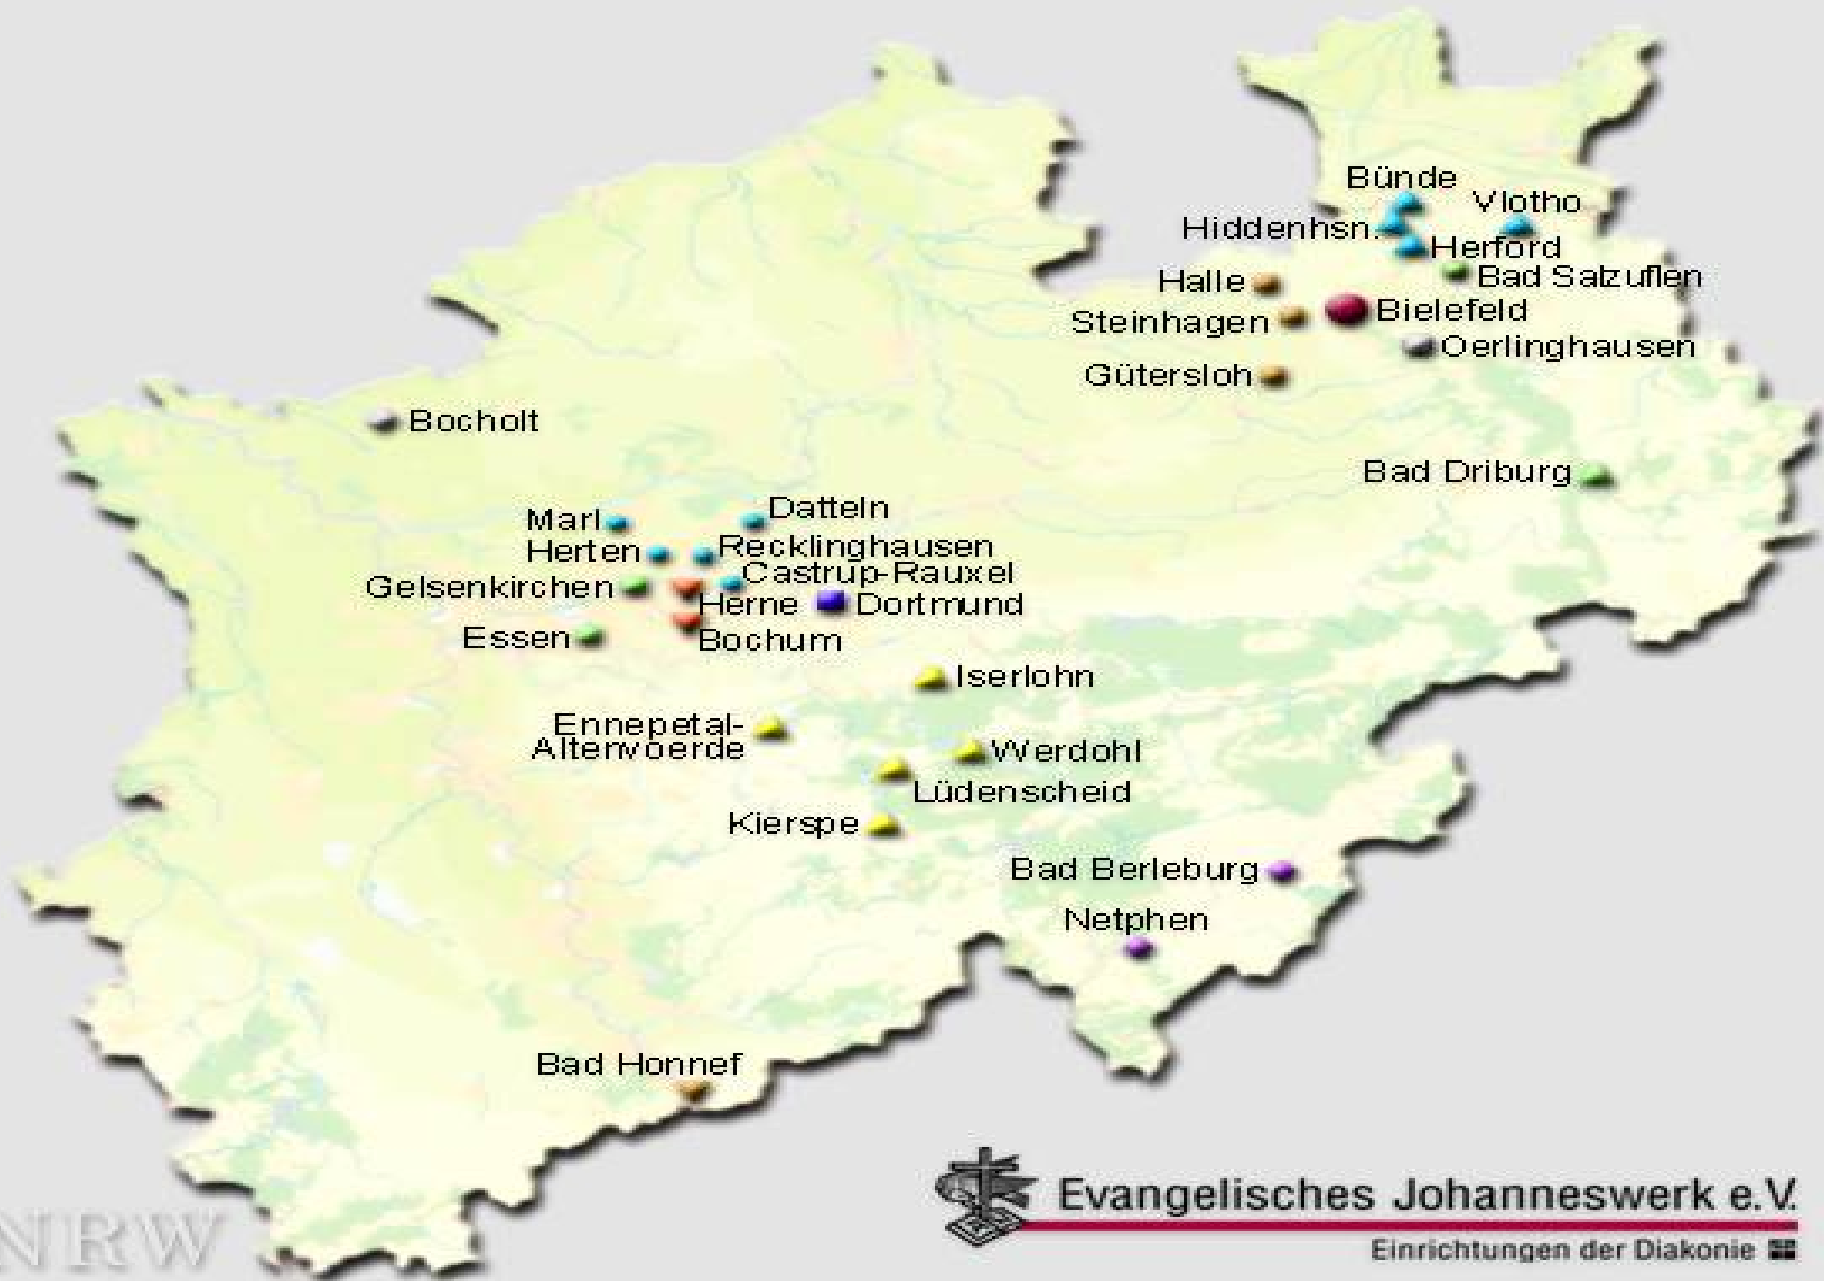 Bünde
Vlotho
Hiddenhsn.
Herford
Halle
Bad Salzuflen
Steinhagen
Bielefeld
Oerlinghausen
Gütersloh
Bocholt
Bad Driburg
Marl
Datteln
Herten
Recklinghausen
Castrup-Rauxel
Gelsenkirchen
Herne
Dortmund
Essen
Bochum
Iserlohn
Ennepetal-
Altenvoerde
Werdohl
Lüdenscheid
Kierspe
Bad Berleburg
Netphen
Bad Honnef
Evangelisches Johanneswerk e.V.
Einrichtungen der Diakonie
NRW